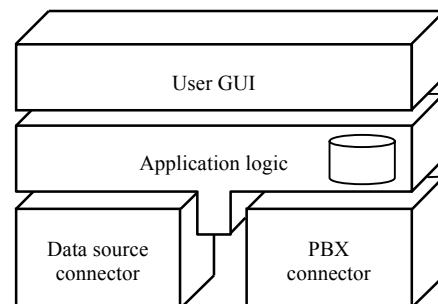 User GUI
Application logic
Data source
connector
PBX
connector